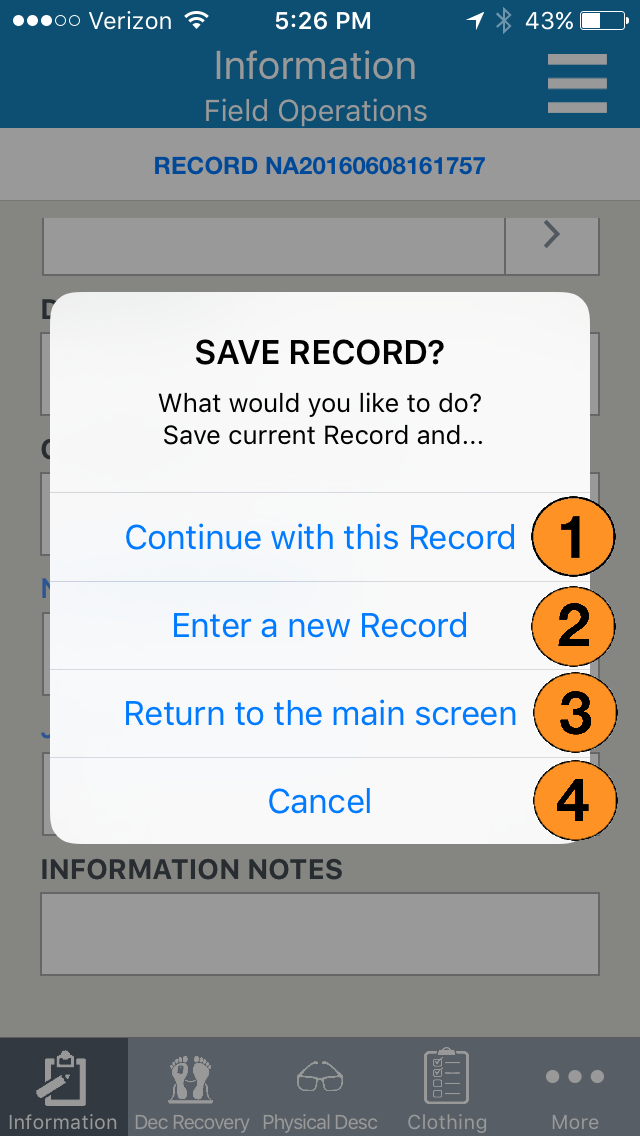 Verizon 5:26 PM 43%
Information
Field Operations
RECORD NA20160608161757
D
SAVE RECORD?
What would you like to do?
Save current Record and...
C
Continue with this Record 1
N
Enter a new Record 2
Return to the main screen 3
J
Cancel 4
INFORMATION NOTES
Information Dec Recovery Physical Desc Clothing More